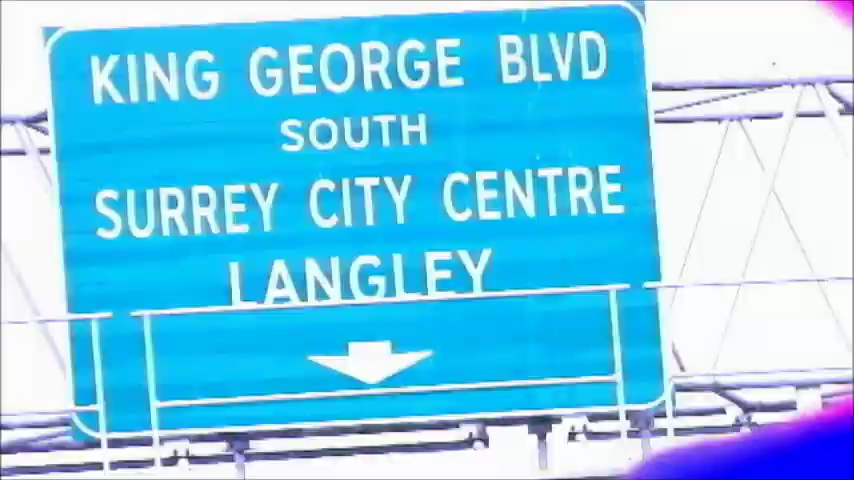 KING GEORGE BLVD
SOUTH
SURREY CITY CENTRE
LANGLEY